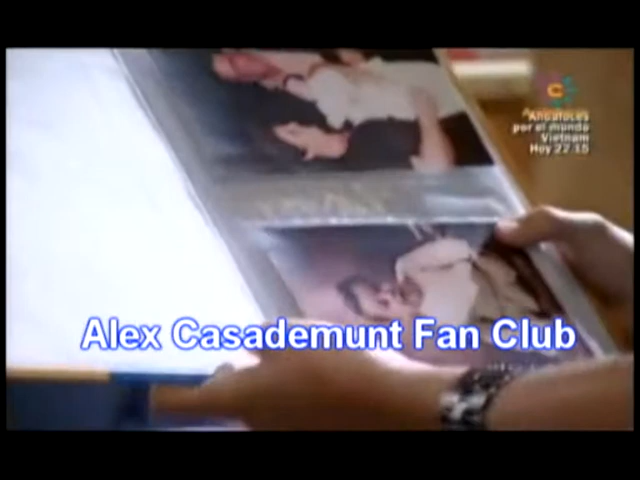 C
Andaluces
por el mundo
Vietnam
Hoy 22:15
Alex Casademunt Fan Club